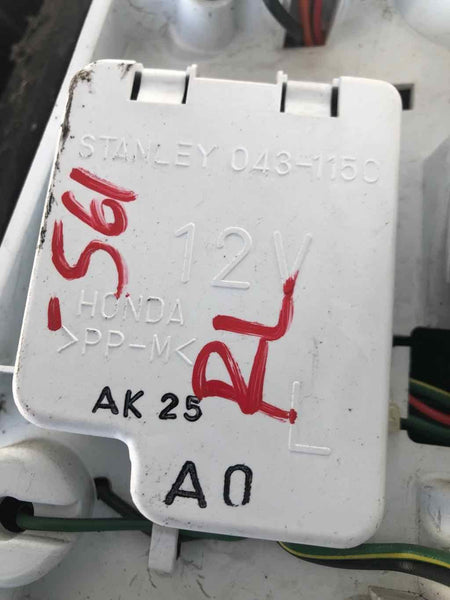 STANLEY 043-1150
12V
HONDA
>PP-M<
L
AK 25
A0
-561
RL.